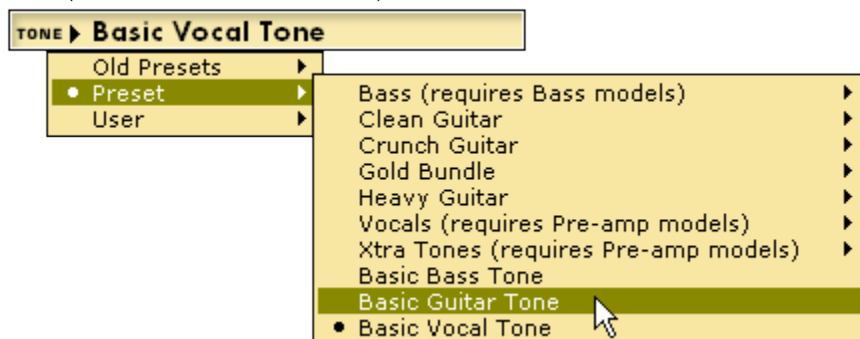 TONE Basic Vocal Tone
Old Presets
Preset
User
Bass (requires Bass models)
Clean Guitar
Crunch Guitar
Gold Bundle
Heavy Guitar
Vocals (requires Pre-amp models)
Xtra Tones (requires Pre-amp models)
Basic Bass Tone
Basic Guitar Tone
Basic Vocal Tone